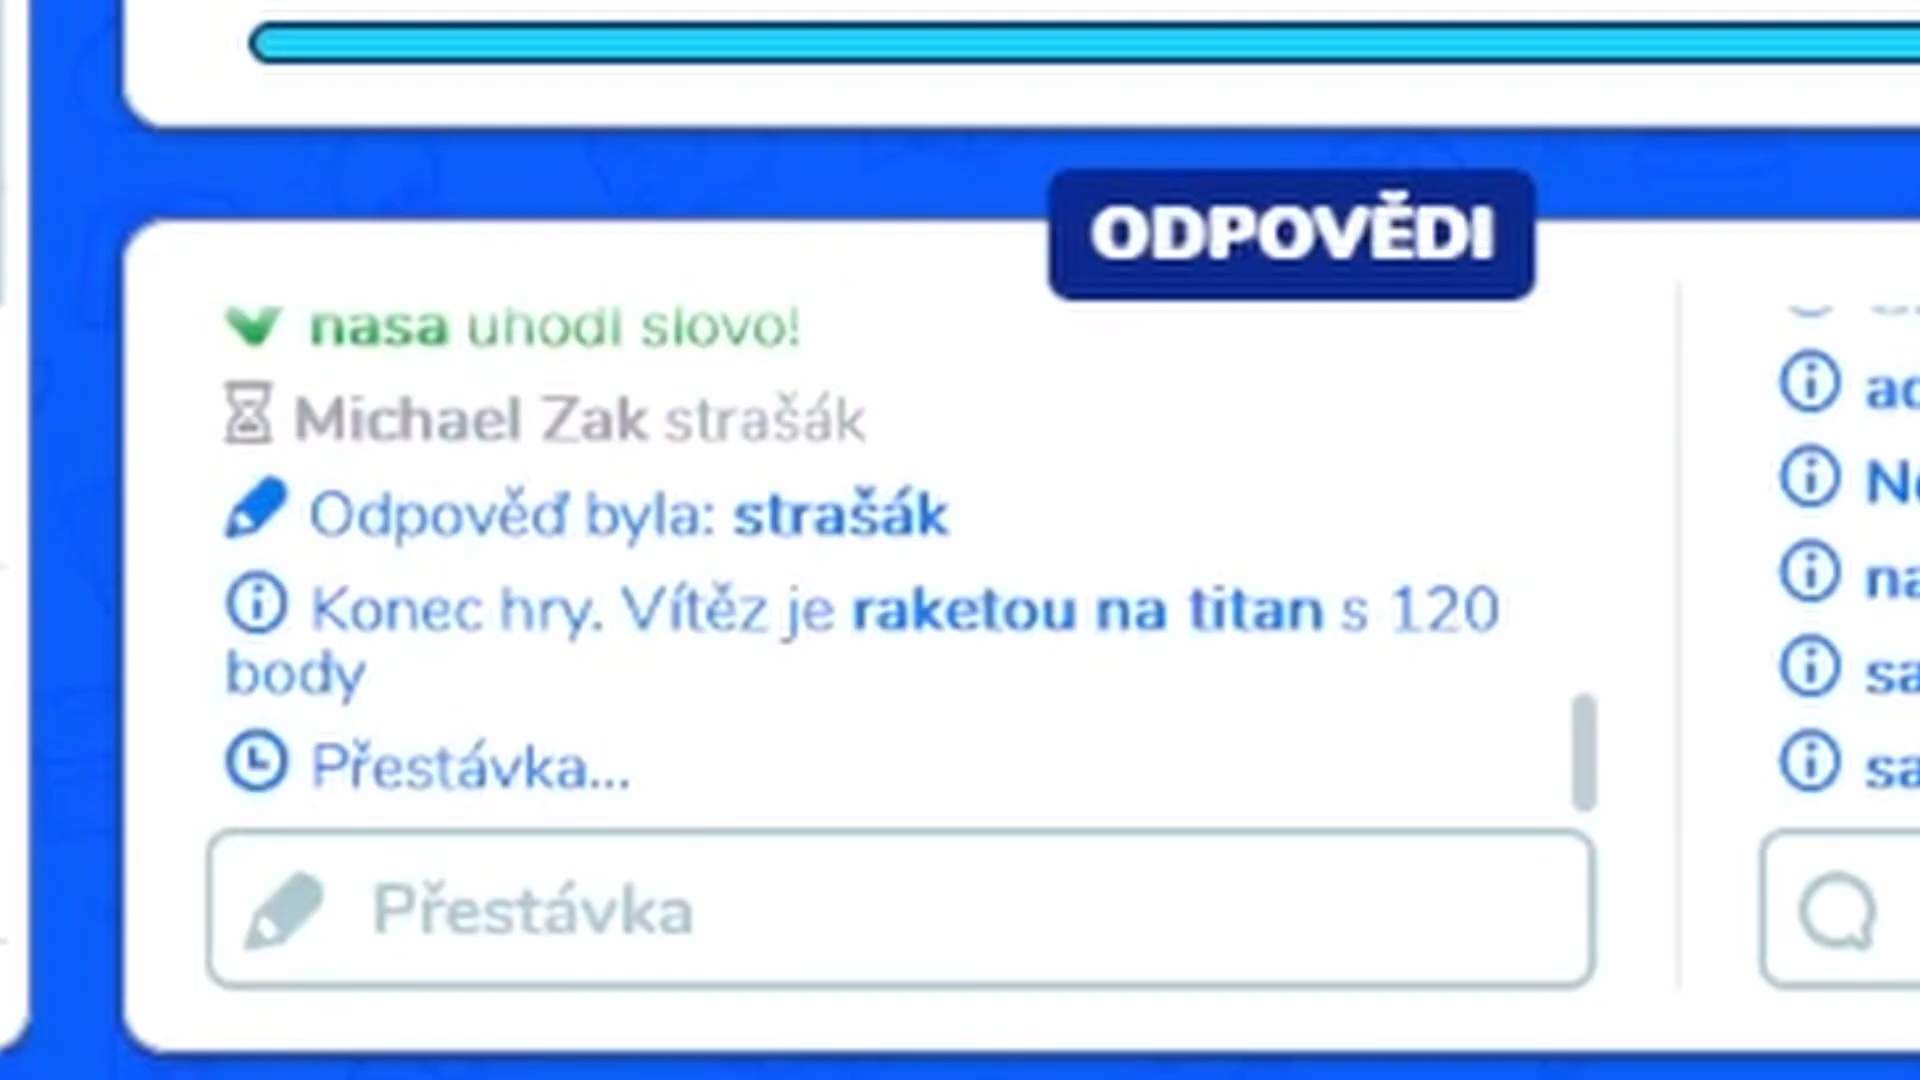 ODPOVĚDI
nasa uhodl slovo!
Michael Zak strašák
Odpověď byla: strašák
Konec hry. Vítěz je raketou na titan s 120
body
Přestávka...
Přestávka